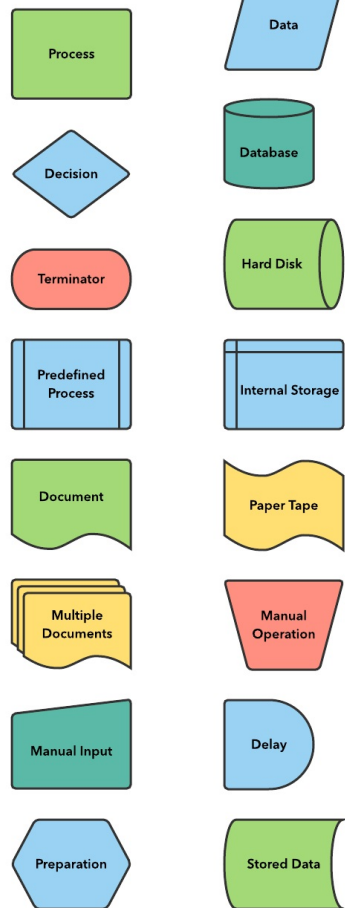 Process
Data
Decision
Database
Terminator
Hard Disk
Predefined
Process
Internal Storage
Document
Paper Tape
Multiple
Documents
Manual
Operation
Manual Input
Delay
Preparation
Stored Data